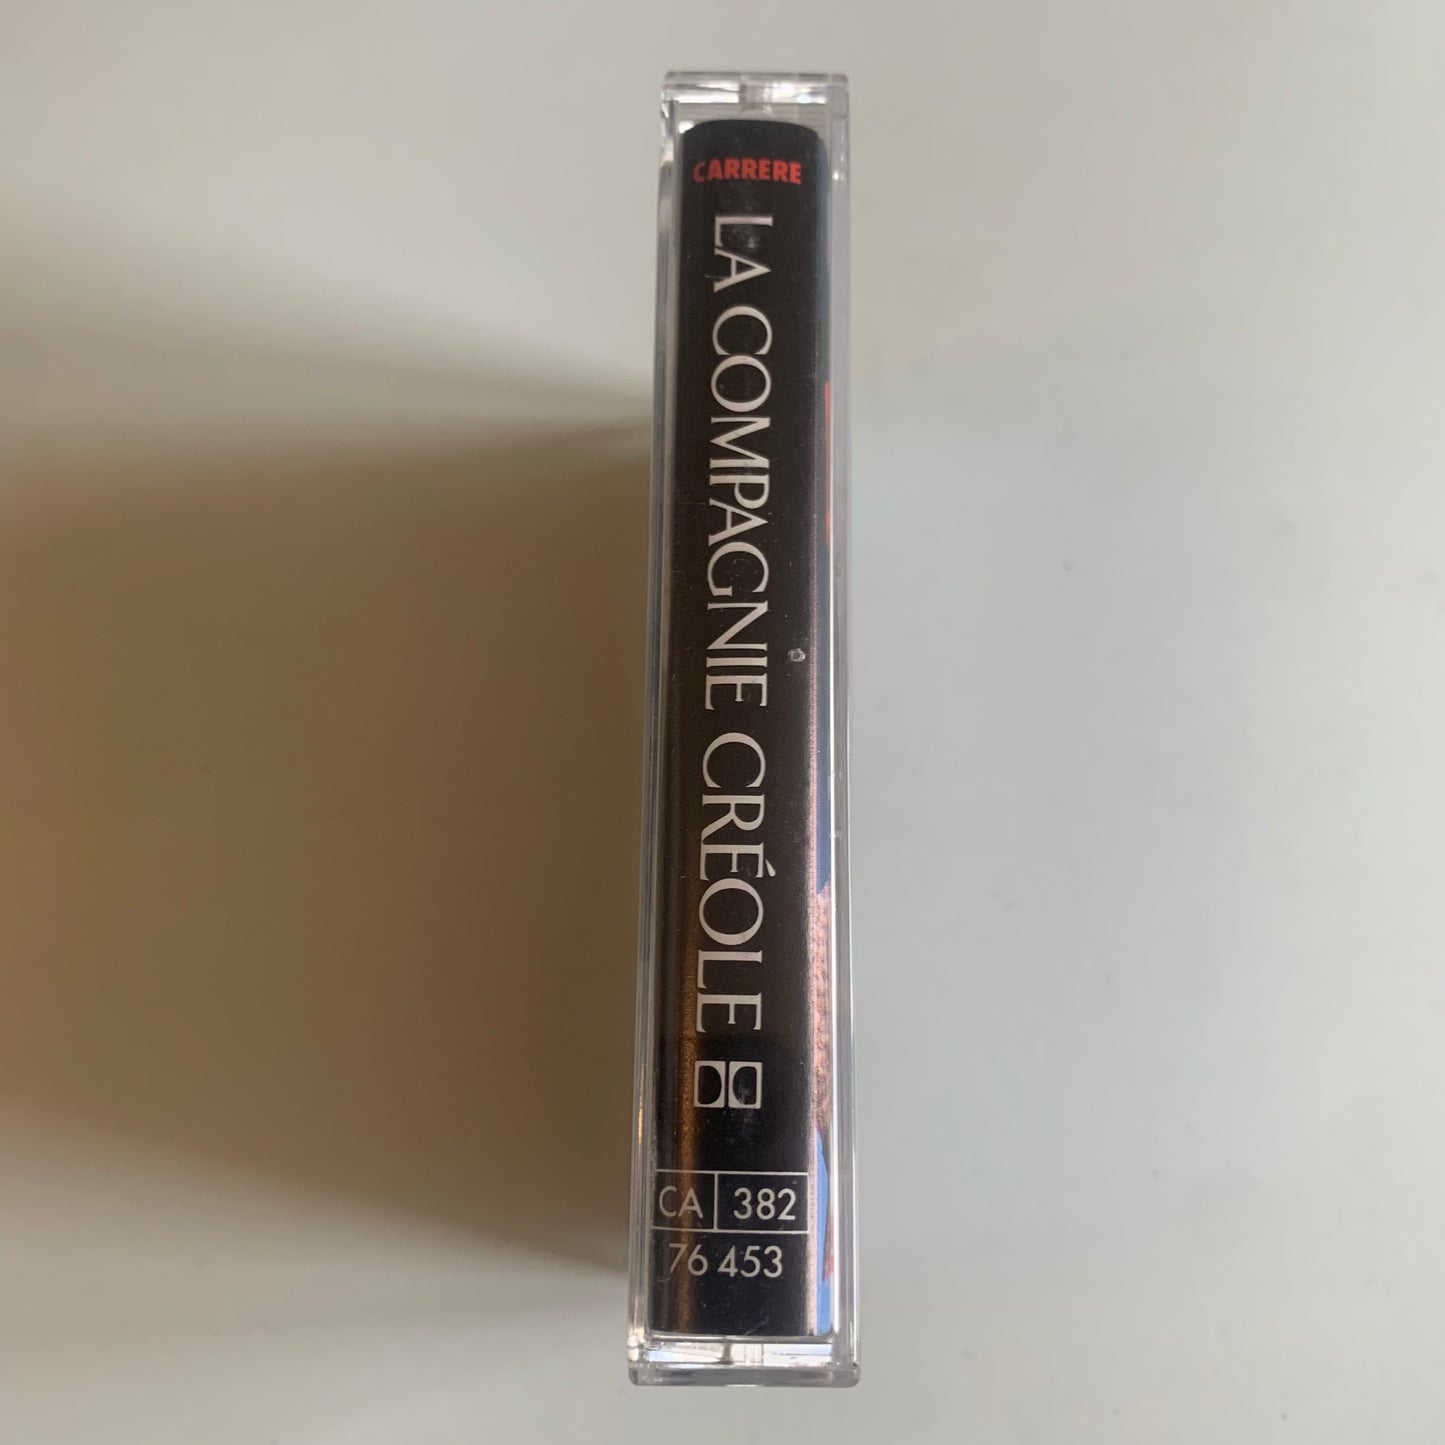 CARRERE
LA COMPAGNIE CRÉOLE
CA 382
76 453